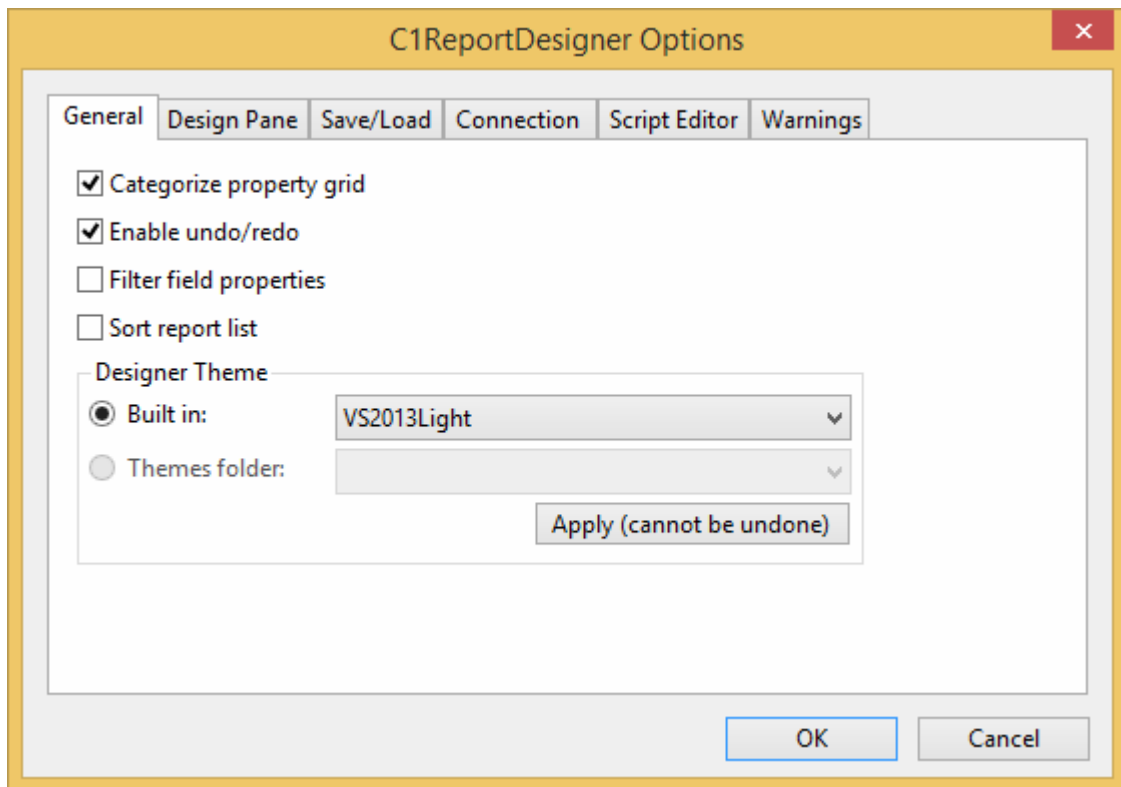 C1ReportDesigner Options
General Design Pane Save/Load Connection Script Editor Warnings
Categorize property grid
Enable undo/redo
Filter field properties
Sort report list
Designer Theme
Built in: VS2013Light
Themes folder:
Apply (cannot be undone)
OK Cancel